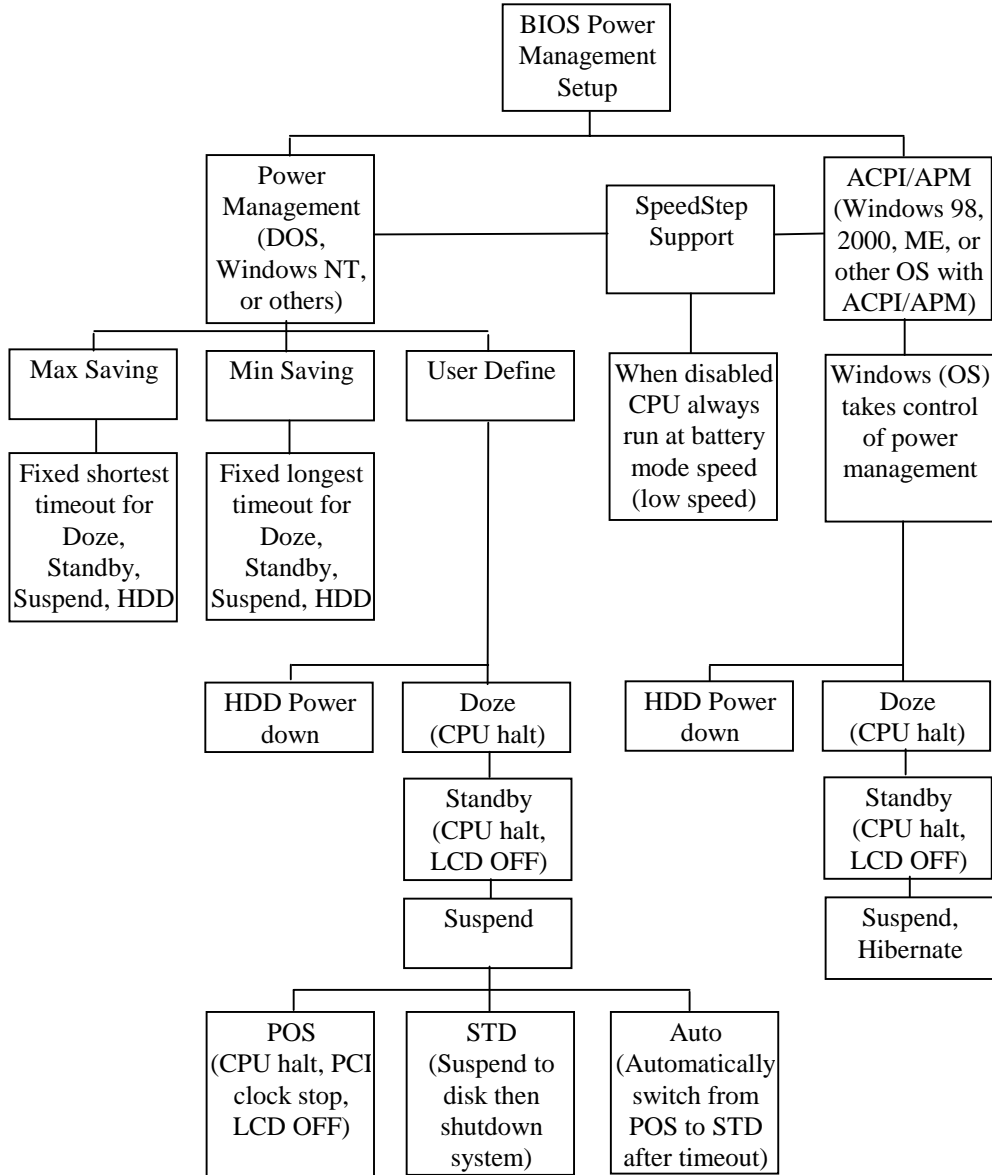 BIOS Power
Management
Setup
Power
Management
(DOS,
Windows NT,
or others)
SpeedStep
Support
ACPI/APM
(Windows 98,
2000, ME, or
other OS with
ACPI/APM)
Max Saving
Min Saving
User Define
When disabled
CPU always
run at battery
mode speed
(low speed)
Windows (OS)
takes control
of power
management
Fixed shortest
timeout for
Doze,
Standby,
Suspend, HDD
Fixed longest
timeout for
Doze,
Standby,
Suspend, HDD
HDD Power
down
Doze
(CPU halt)
HDD Power
down
Doze
(CPU halt)
Standby
(CPU halt,
LCD OFF)
Standby
(CPU halt,
LCD OFF)
Suspend
Suspend,
Hibernate
POS
(CPU halt, PCI
clock stop,
LCD OFF)
STD
(Suspend to
disk then
shutdown
system)
Auto
(Automatically
switch from
POS to STD
after timeout)